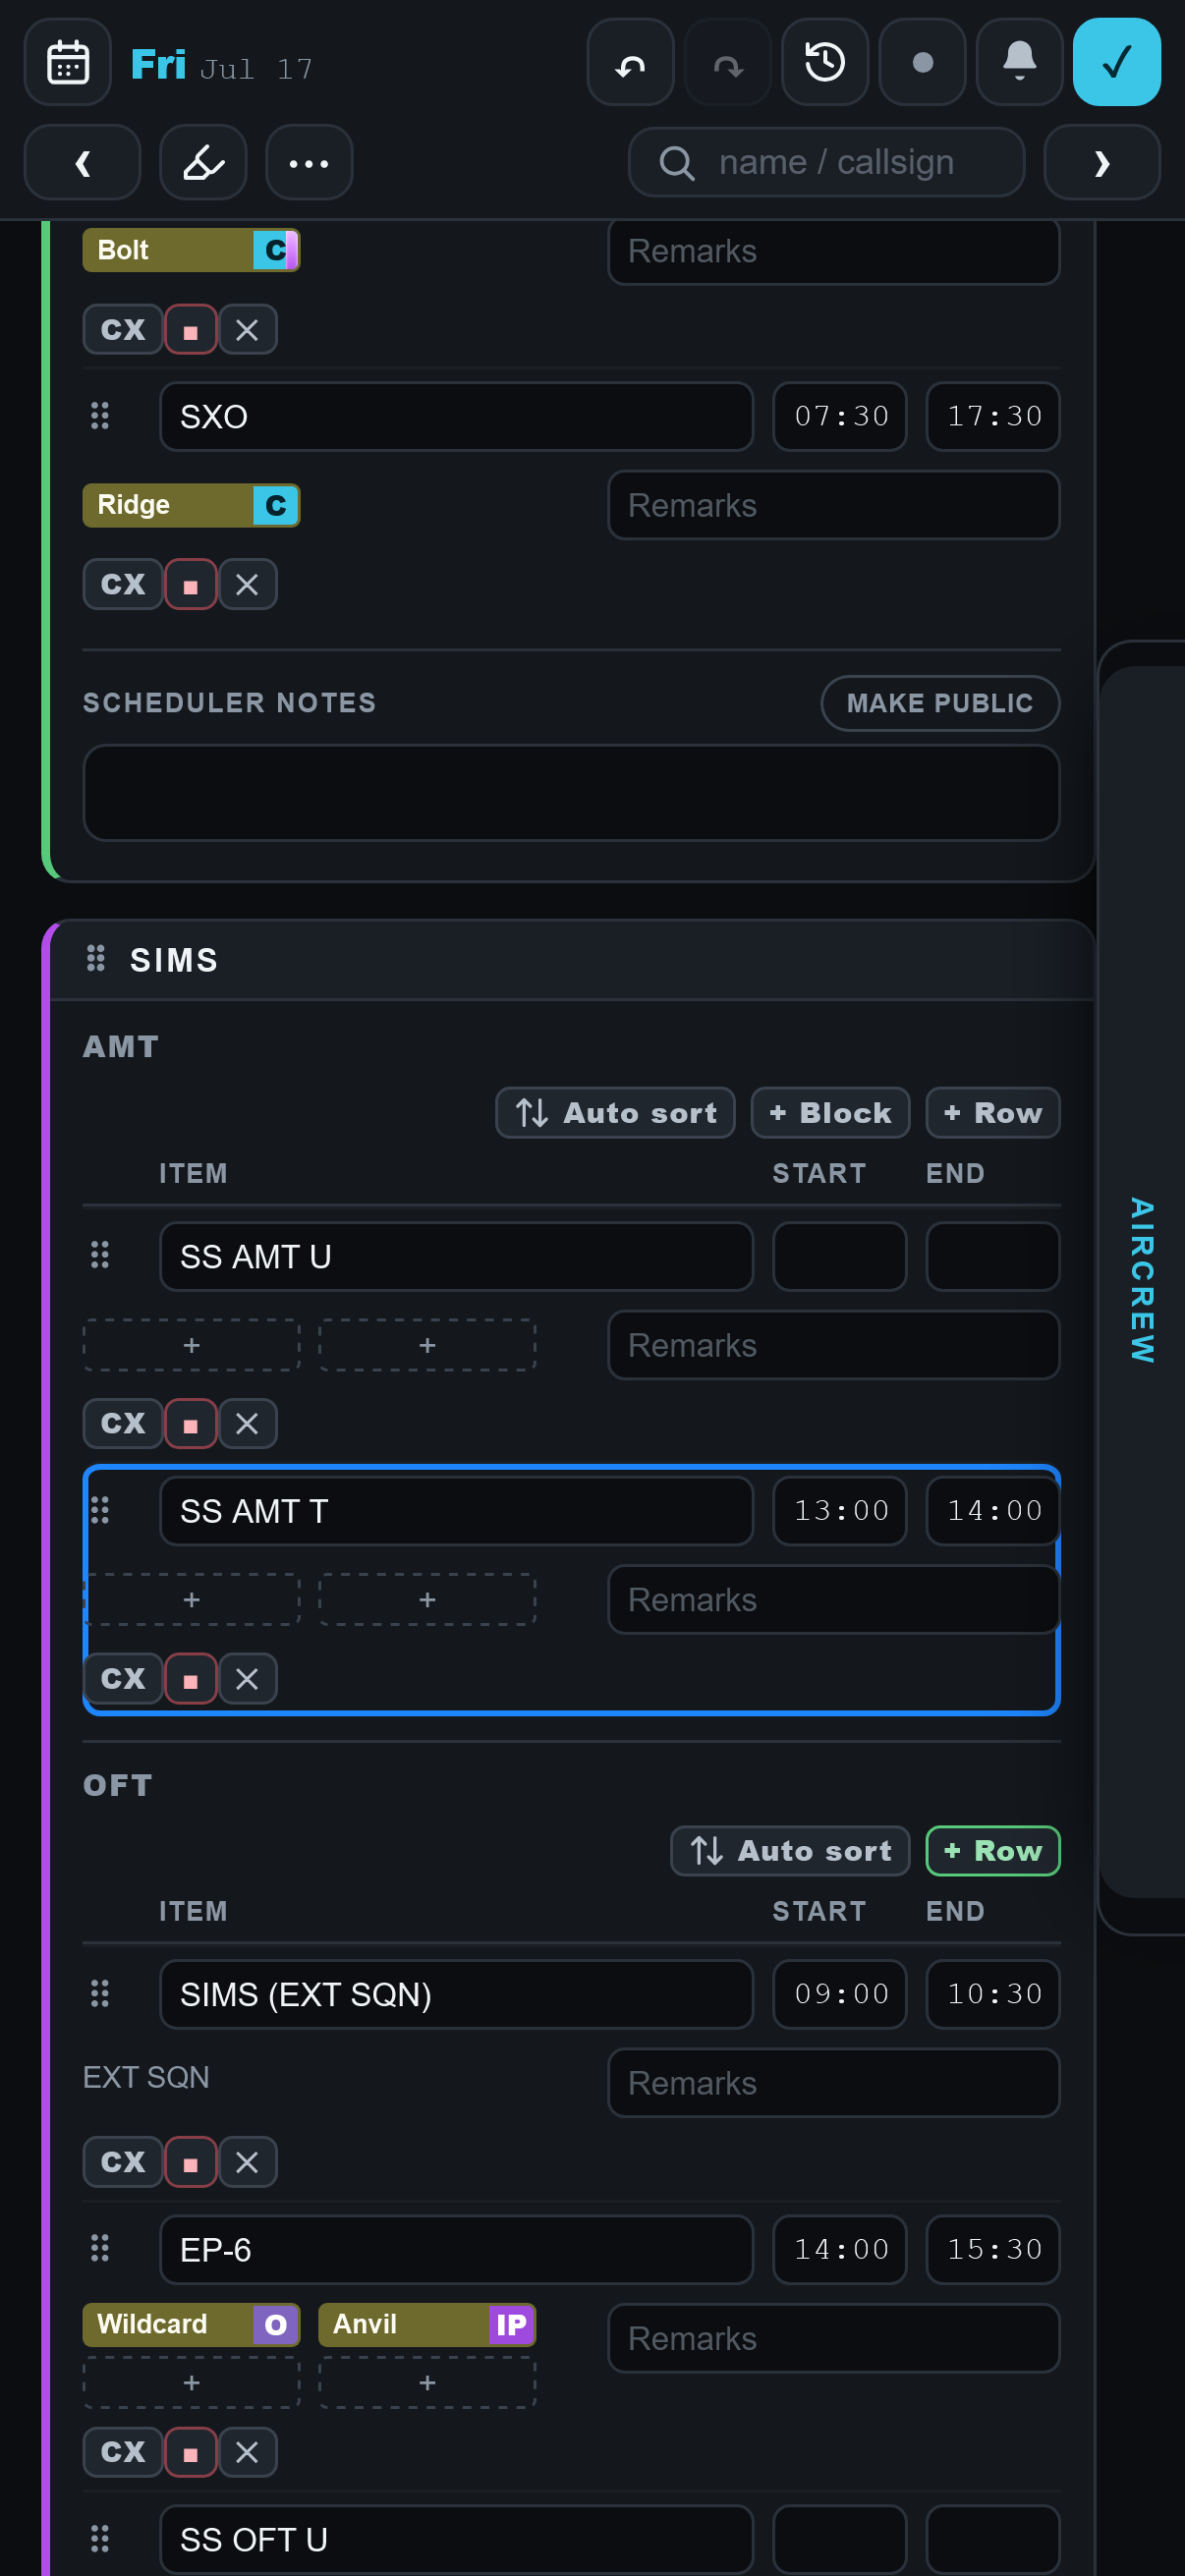 Fri Jul 17
name / callsign
Bolt C Remarks
CX
SXO 07:30 17:30
Ridge C Remarks
CX
SCHEDULER NOTES MAKE PUBLIC
SIMS
AMT
Auto sort + Block + Row
ITEM START END
SS AMT U
+ + Remarks
CX
AIRCREW
SS AMT T 13:00 14:00
+ + Remarks
CX
OFT
Auto sort + Row
ITEM START END
SIMS (EXT SQN) 09:00 10:30
EXT SQN Remarks
CX
EP-6 14:00 15:30
Wildcard O Anvil IP Remarks
+ +
CX
SS OFT U